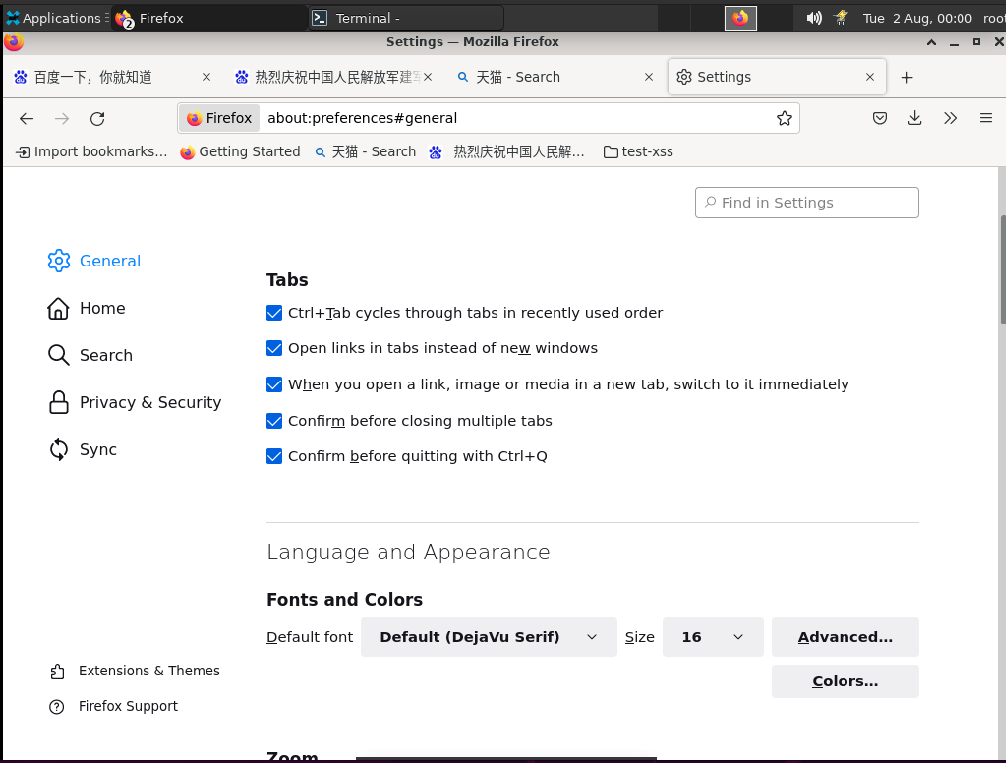 Applications
2 Firefox
Terminal -
Tue 2 Aug, 00:00 root
Settings — Mozilla Firefox
百度一下，你就知道
热烈庆祝中国人民解放军建军
天猫 - Search
Settings
Firefox about:preferences#general
Import bookmarks...
Getting Started
天猫 - Search
热烈庆祝中国人民解...
test-xss
Find in Settings
General
Home
Search
Privacy & Security
Sync
Extensions & Themes
Firefox Support
Tabs
Ctrl+Tab cycles through tabs in recently used order
Open links in tabs instead of new windows
When you open a link, image or media in a new tab, switch to it immediately
Confirm before closing multiple tabs
Confirm before quitting with Ctrl+Q
Language and Appearance
Fonts and Colors
Default font Default (DejaVu Serif) Size 16 Advanced...
Colors...
Zoom